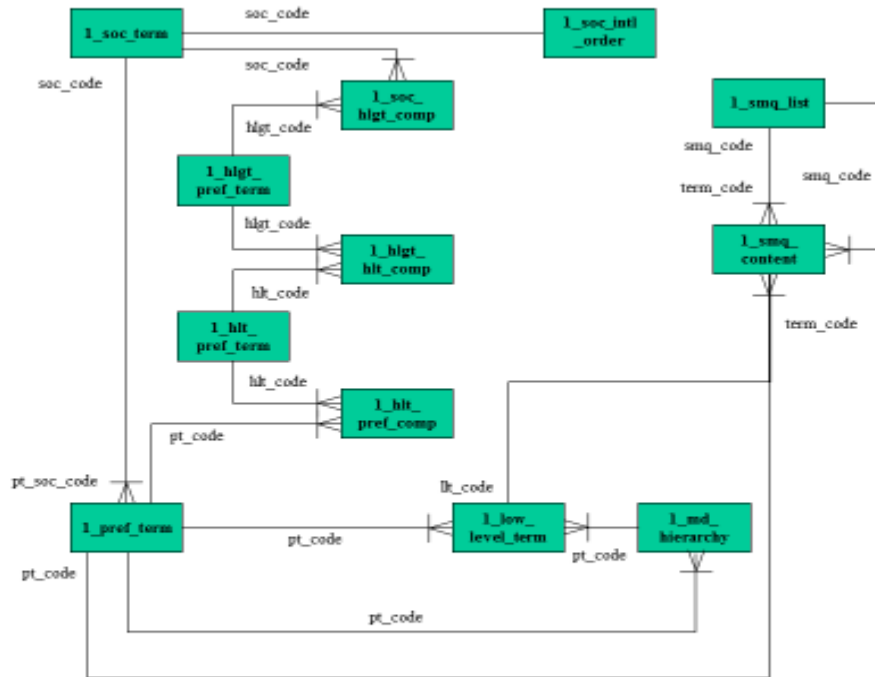 soc_code
1_soc_term
1_soc_intl
_order
soc_code
soc_code
1_soc_
hlgt_comp
1_smq_list
hlgt_code
smq_code
1_hlgt_
pref_term
smq_code
term_code
hlgt_code
1_hlgt_
hlt_comp
1_smq_
content
hlt_code
1_hlt_
pref_term
term_code
hlt_code
1_hlt_
pref_comp
pt_code
pt_soc_code
llt_code
1_pref_term
1_low_
level_term
1_md_
hierarchy
pt_code
pt_code
pt_code
pt_code